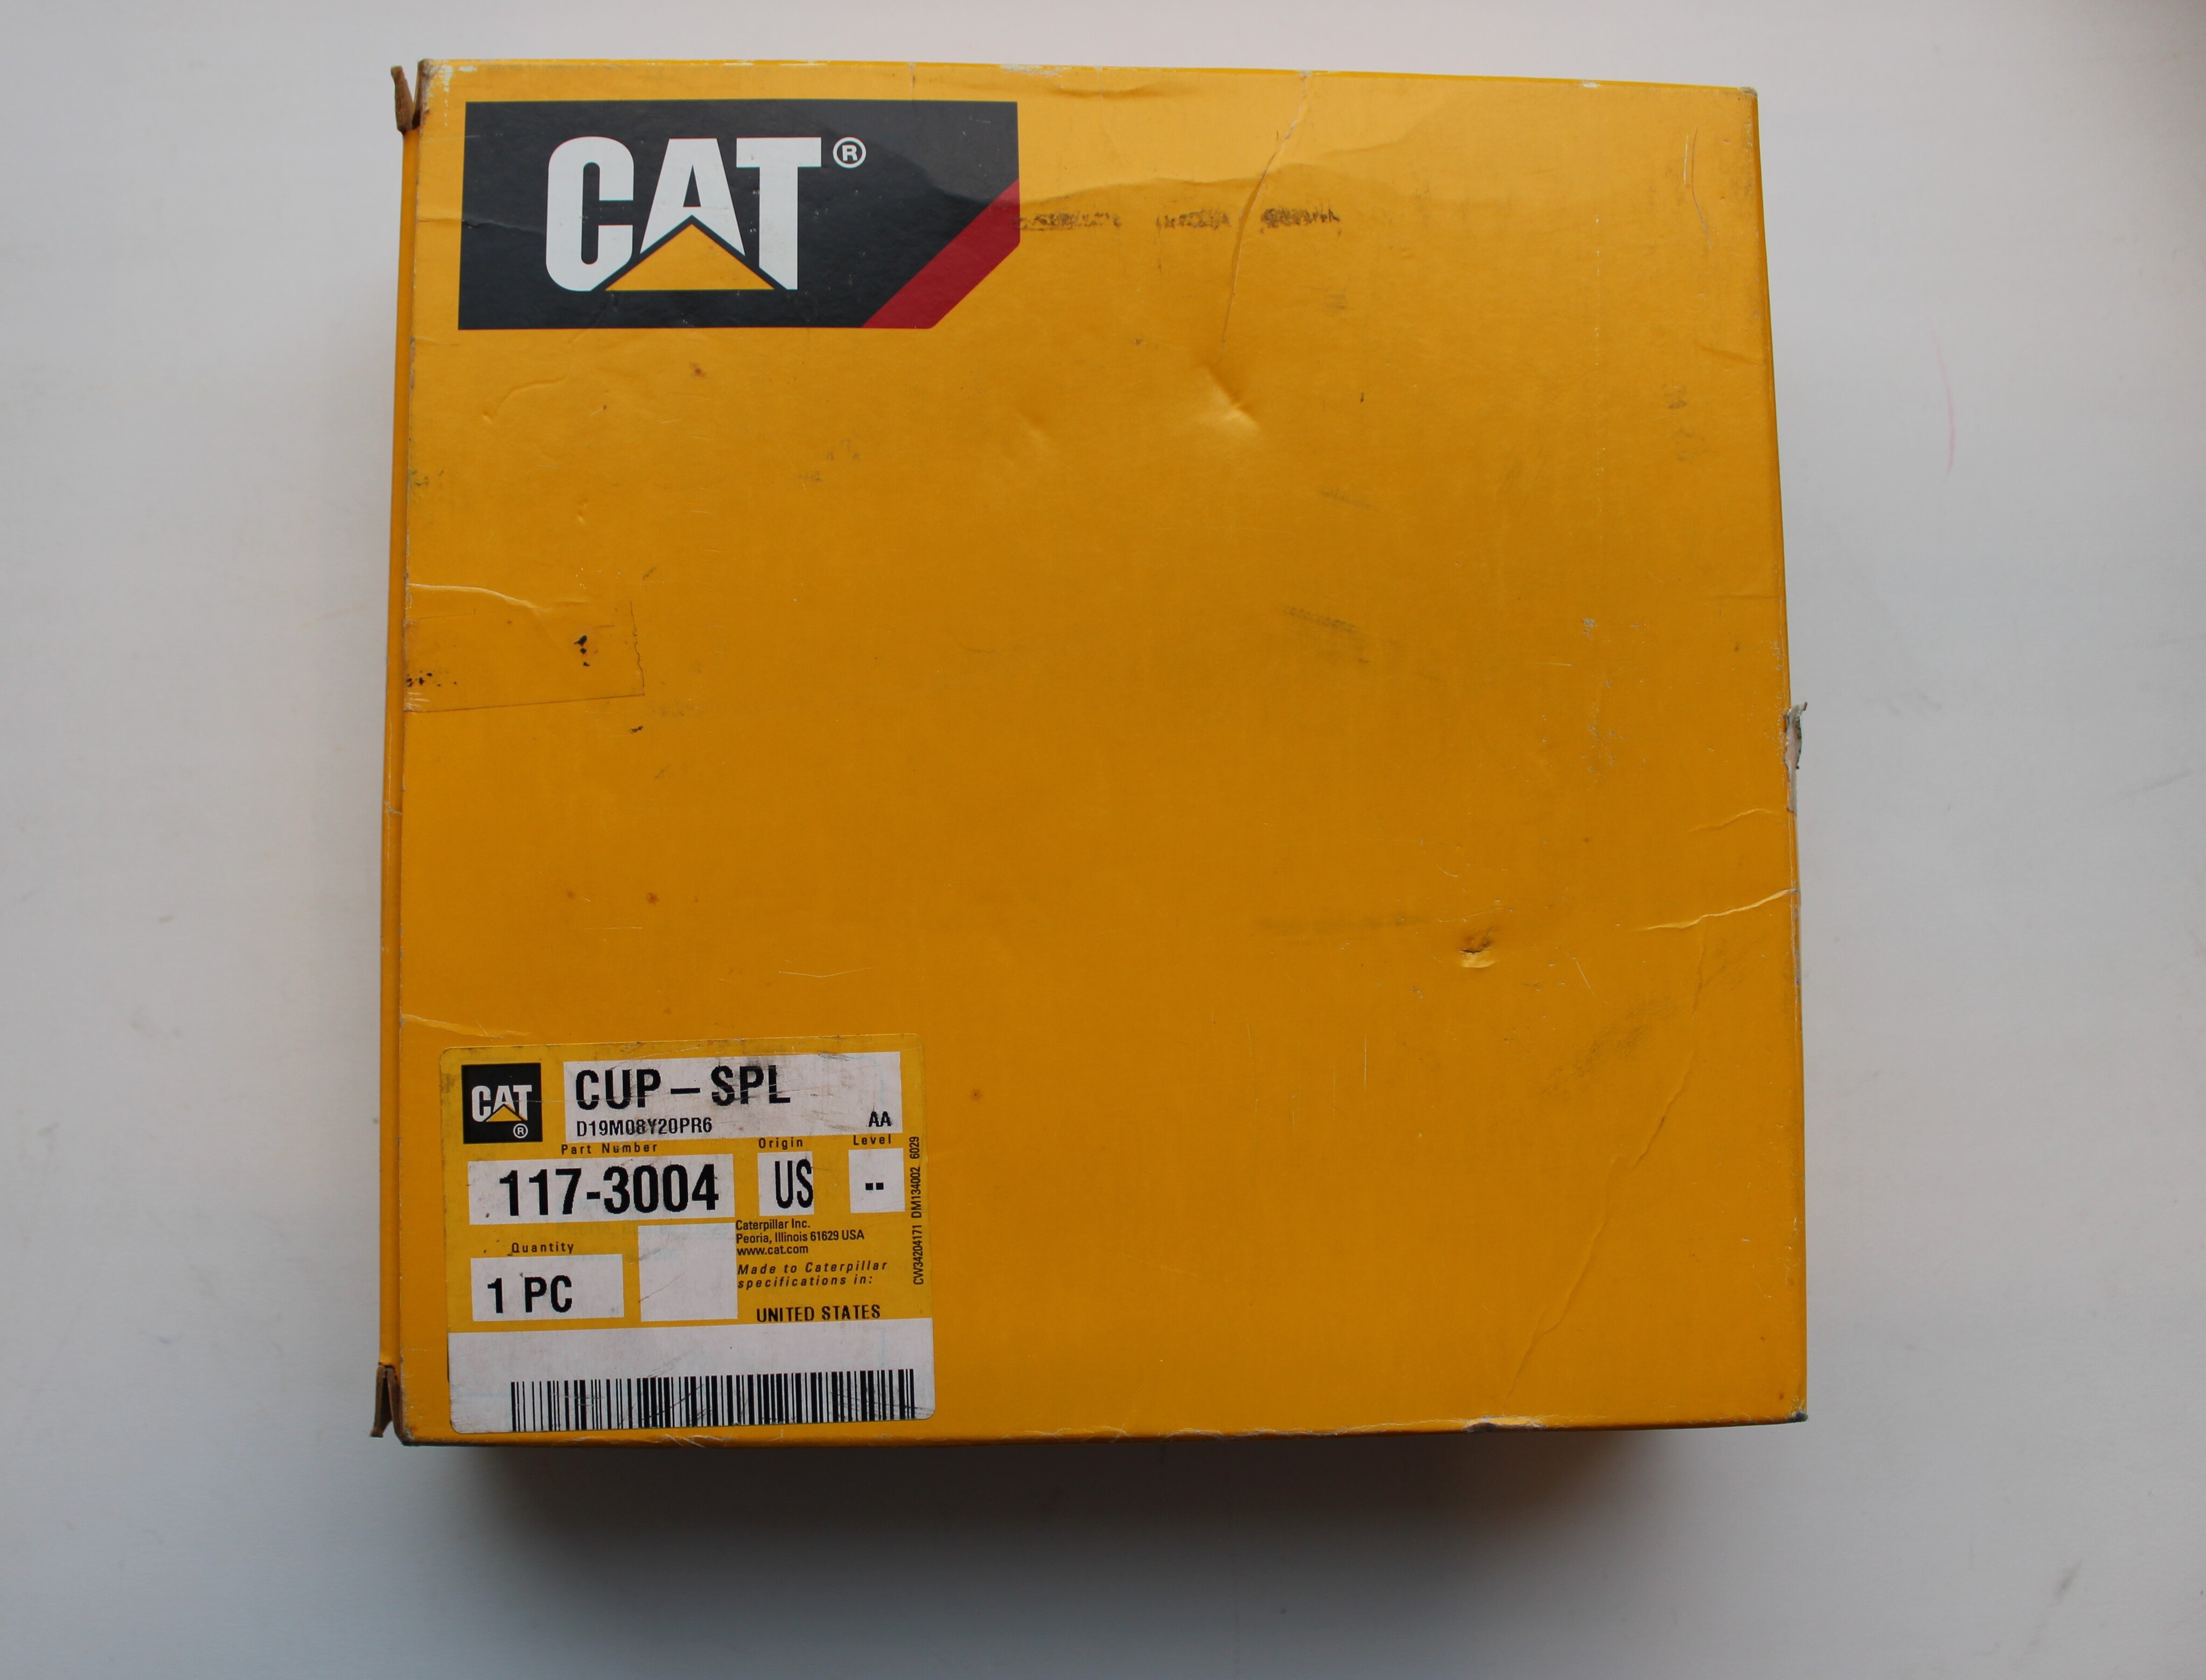 CAT®
CAT®
CUP-SPL
D19M08Y20PR6 AA
Part Number Origin Level
117-3004 US --
Quantity
1 PC
Caterpillar Inc.
Peoria, Illinois 61629 USA
www.cat.com
Made to Caterpillar
specifications in:
UNITED STATES
CW34204171 DM134002 6029